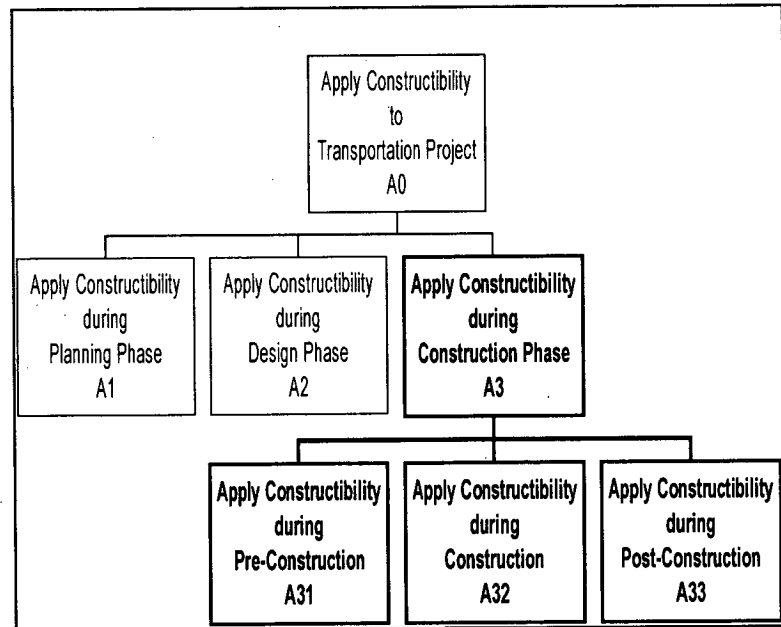 Apply Constructibility
to
Transportation Project
A0
Apply Constructibility
during
Planning Phase
A1
Apply Constructibility
during
Design Phase
A2
Apply Constructibility
during
Construction Phase
A3
Apply Constructibility
during
Pre-Construction
A31
Apply Constructibility
during
Construction
A32
Apply Constructibility
during
Post-Construction
A33